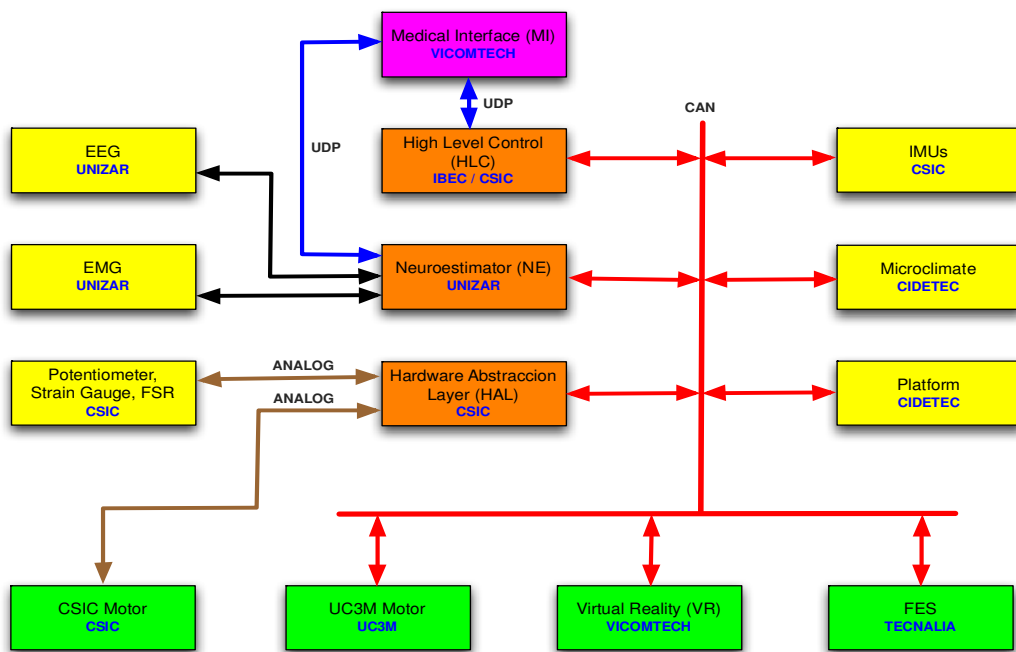 Medical Interface (MI)
VICOMTECH
UDP
CAN
UDP
EEG
UNIZAR
High Level Control
(HLC)
IBEC / CSIC
IMUs
CSIC
EMG
UNIZAR
Neuroestimator (NE)
UNIZAR
Microclimate
CIDETEC
Potentiometer,
Strain Gauge, FSR
CSIC
ANALOG
ANALOG
Hardware Abstraccion
Layer (HAL)
CSIC
Platform
CIDETEC
CSIC Motor
CSIC
UC3M Motor
UC3M
Virtual Reality (VR)
VICOMTECH
FES
TECNALIA